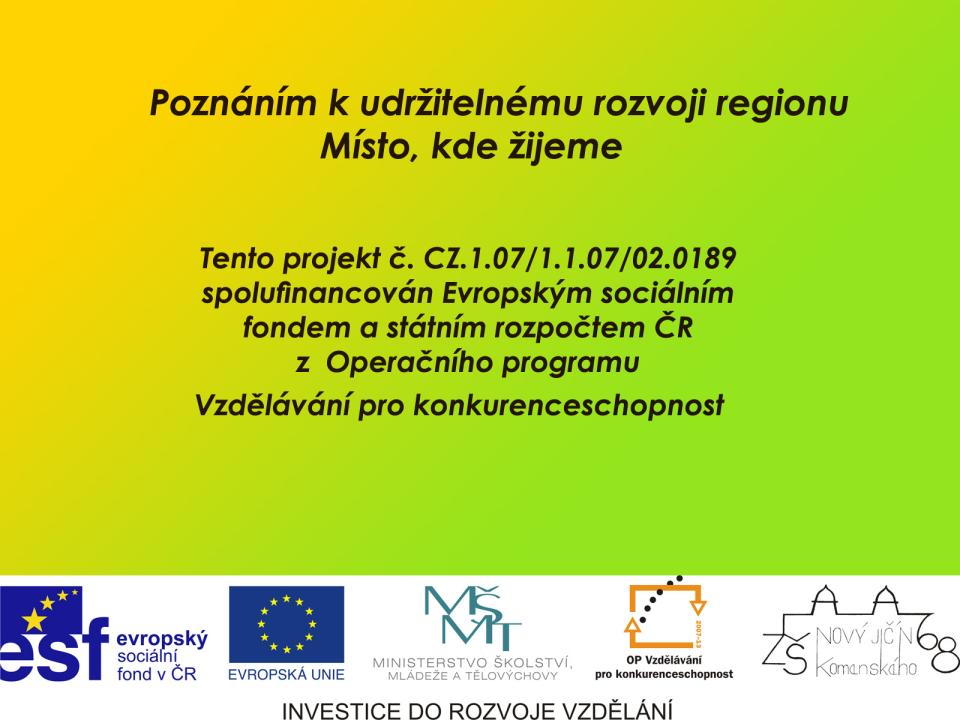 Poznáním k udržitelnému rozvoji regionu
Místo, kde žijeme
Tento projekt č. CZ.1.07/1.1.07/02.0189
spolufinancován Evropským sociálním
fondem a státním rozpočtem ČR
z Operačního programu
Vzdělávání pro konkurenceschopnost
esf evropský
sociální
fond v ČR
EVROPSKÁ UNIE
MŠMT
MINISTERSTVO ŠKOLSTVÍ,
MLÁDEŽE A TĚLOVÝCHOVY
2007-13
OP Vzdělávání
pro konkurenceschopnost
ZŠ NOVÝ JIČÍN 68
Komenského
INVESTICE DO ROZVOJE VZDĚLÁNÍ